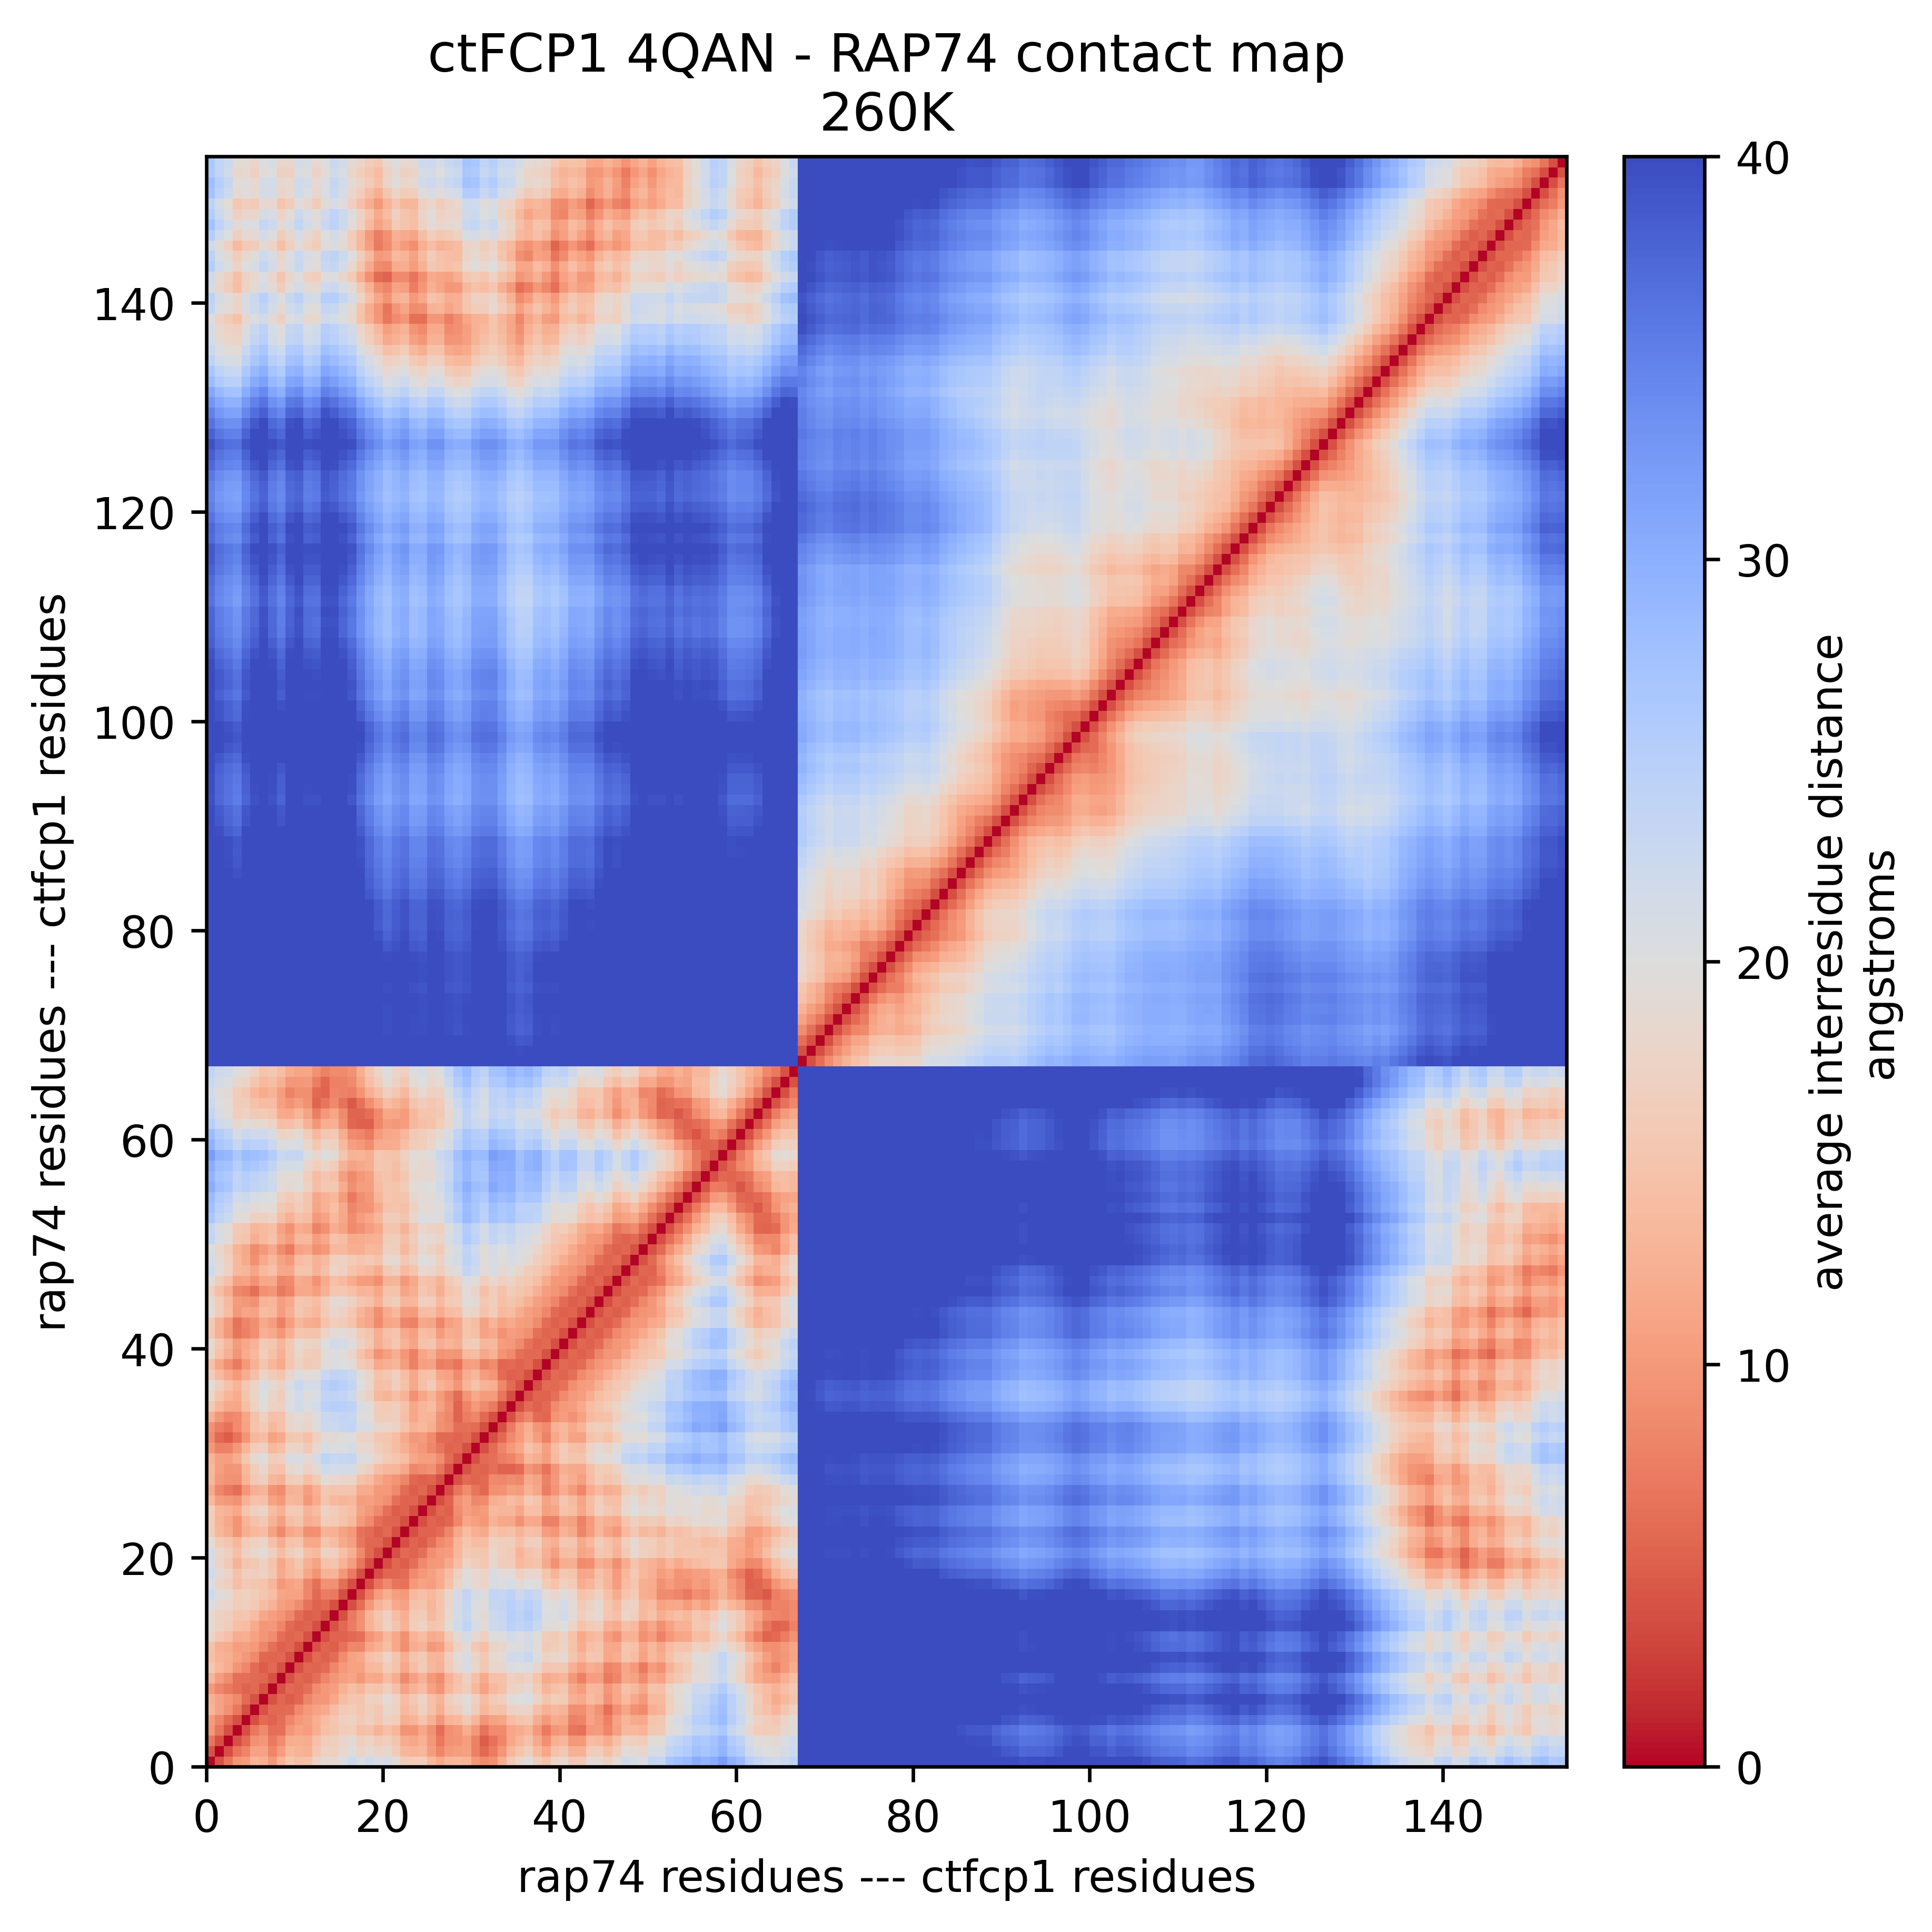 ctFCP1 4QAN - RAP74 contact map
260K
rap74 residues --- ctfcp1 residues
140
120
100
80
60
40
20
0
0 20 40 60 80 100 120 140
rap74 residues --- ctfcp1 residues
40
30
20
10
0
average interresidue distance
angstroms